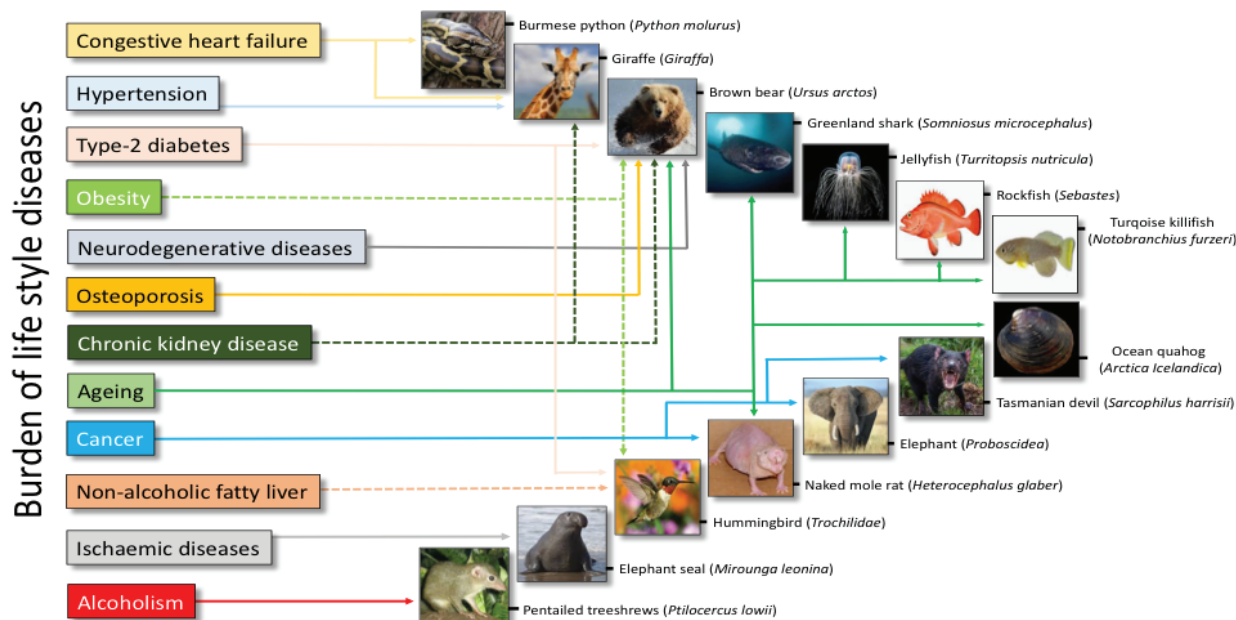 Burden of life style diseases
Congestive heart failure
Hypertension
Type-2 diabetes
Obesity
Neurodegenerative diseases
Osteoporosis
Chronic kidney disease
Ageing
Cancer
Non-alcoholic fatty liver
Ischaemic diseases
Alcoholism
Burmese python (Python molurus)
Giraffe (Giraffa)
Brown bear (Ursus arctos)
Greenland shark (Somniosus microcephalus)
Jellyfish (Turritopsis nutricula)
Rockfish (Sebastes)
Turqoise killifish
(Notobranchius furzeri)
Ocean quahog
(Arctica Icelandica)
Tasmanian devil (Sarcophilus harrisii)
Elephant (Proboscidea)
Naked mole rat (Heterocephalus glaber)
Hummingbird (Trochilidae)
Elephant seal (Mirounga leonina)
Pentailed treeshrews (Ptilocercus lowii)